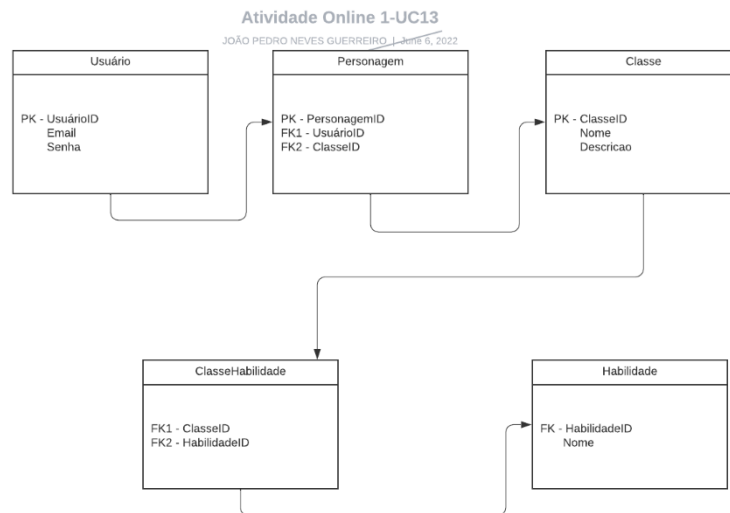 Atividade Online 1-UC13
JOÃO PEDRO NEVES GUERREIRO | June 6, 2022
Usuário
PK - UsuárioID
Email
Senha
Personagem
PK - PersonagemID
FK1 - UsuárioID
FK2 - ClasseID
Classe
PK - ClasseID
Nome
Descricao
ClasseHabilidade
FK1 - ClasseID
FK2 - HabilidadeID
Habilidade
FK - HabilidadeID
Nome